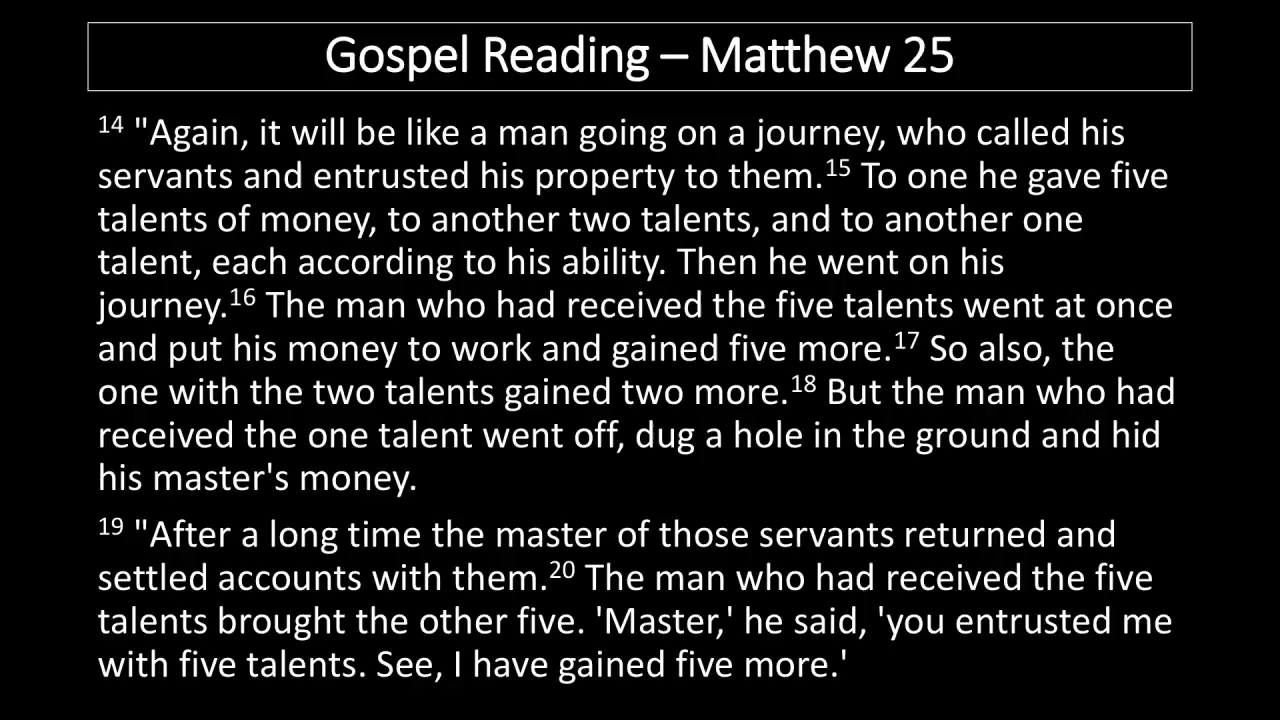 Gospel Reading – Matthew 25
14 "Again, it will be like a man going on a journey, who called his
servants and entrusted his property to them.15 To one he gave five
talents of money, to another two talents, and to another one
talent, each according to his ability. Then he went on his
journey.16 The man who had received the five talents went at once
and put his money to work and gained five more.17 So also, the
one with the two talents gained two more.18 But the man who had
received the one talent went off, dug a hole in the ground and hid
his master's money.
19 "After a long time the master of those servants returned and
settled accounts with them.20 The man who had received the five
talents brought the other five. 'Master,' he said, 'you entrusted me
with five talents. See, I have gained five more.'